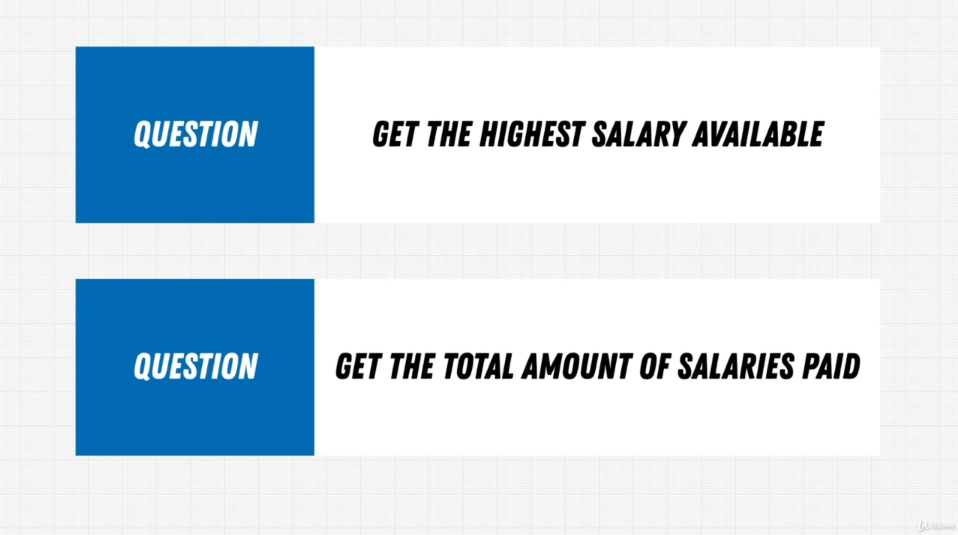 QUESTION
GET THE HIGHEST SALARY AVAILABLE
QUESTION
GET THE TOTAL AMOUNT OF SALARIES PAID
Udemy